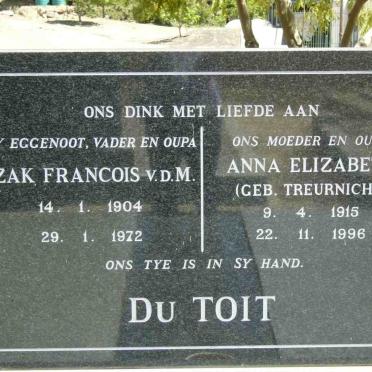 ONS DINK MET LIEFDE AAN
EGGENOOT, VADER EN OUPA
ZAK FRANCOIS V.D.M.
14. 1. 1904
29. 1. 1972
ONS MOEDER EN OU
ANNA ELIZABE
(GEB. TREURNICH
9. 4. 1915
22. 11. 1996
ONS TYE IS IN SY HAND.
DU TOIT